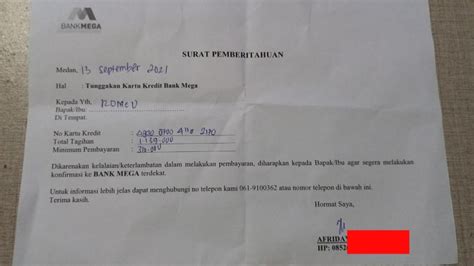 BANK MEGA
SURAT PEMBERITAHUAN
Medan, 13 September 2021
Hal : Tunggakan Kartu Kredit Bank Mega
Kepada Yth,
Bapak/Ibu:
Di Tempat.
No Kartu Kredit :
Total Tagihan :
Minimum Pembayaran :
Dikarenakan kelalaian/keterlambatan dalam melakukan pembayaran, diharapkan kepada Bapak/Ibu agar segera melakukan
konfirmasi ke BANK MEGA terdekat.
Untuk informasi lebih jelas dapat menghubungi no telepon kami 061-9100362 atau nomor telepon di bawah ini.
Terima kasih.
Hormat Saya,
AFRIDA
HP: 0852